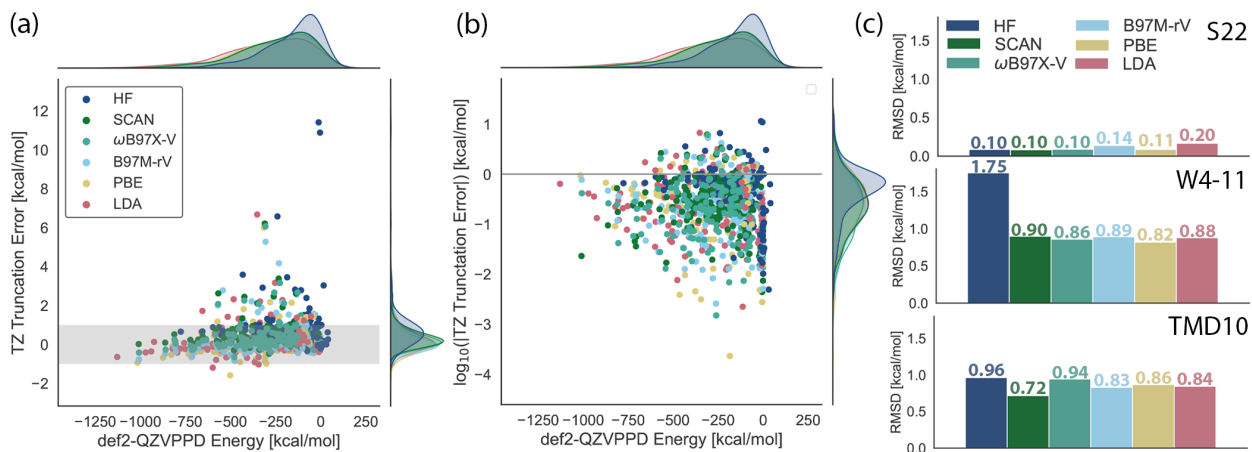 (a)
TZ Truncation Error [kcal/mol]
12
10
8
6
4
2
0
−2
HF
SCAN
ωB97X-V
B97M-rV
PBE
LDA
−1250 −1000 −750 −500 −250 0 250
def2-QZVPPD Energy [kcal/mol]
(b)
log10(|TZ Trunctation Error|) [kcal/mol]
1
0
−1
−2
−3
−4
−1250 −1000 −750 −500 −250 0 250
def2-QZVPPD Energy [kcal/mol]
(c)
HF
SCAN
ωB97X-V
B97M-rV
PBE
LDA
S22
RMSD [kcal/mol]
1.5
1.0
0.5
0.0
0.10 0.10 0.10 0.14 0.11 0.20
W4-11
RMSD [kcal/mol]
1.5
1.0
0.5
0.0
1.75 0.90 0.86 0.89 0.82 0.88
TMD10
RMSD [kcal/mol]
1.5
1.0
0.5
0.0
0.96 0.72 0.94 0.83 0.86 0.84